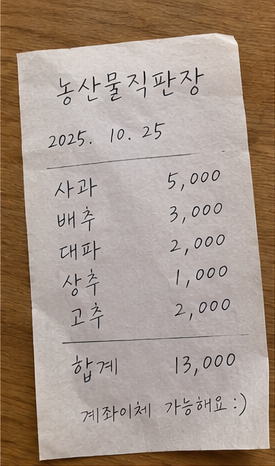 농산물직판장
2025. 10. 25
사과 5,000
배추 3,000
대파 2,000
상추 1,000
고추 2,000
합계 13,000
계좌이체 가능해요 :)